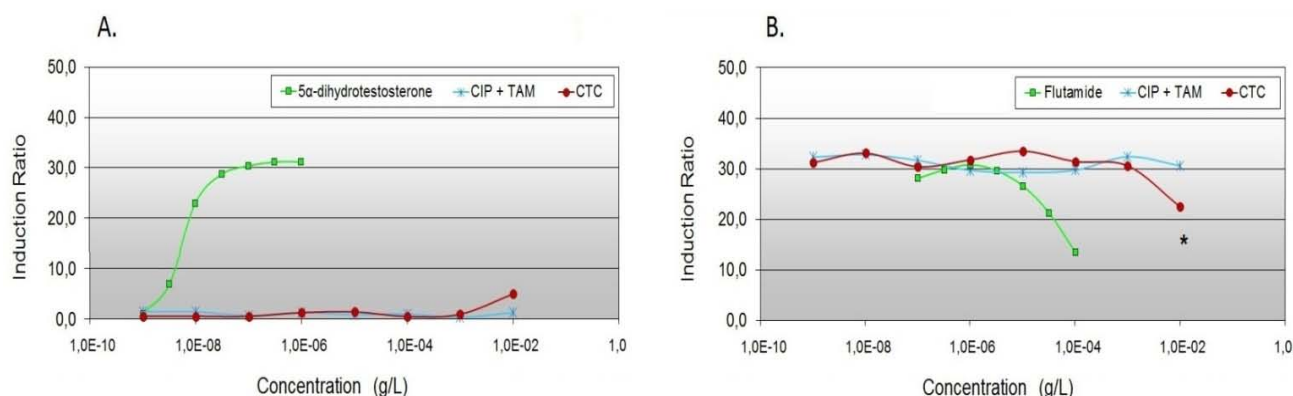 A.
50,0
40,0
30,0
20,0
10,0
0,0
Induction Ratio
5α-dihydrotestosterone CIP + TAM CTC
1,0E-10 1,0E-08 1,0E-06 1,0E-04 1,0E-02 1,0
Concentration (g/L)
B.
50,0
40,0
30,0
20,0
10,0
0,0
Induction Ratio
Flutamide CIP + TAM CTC
*
1,0E-10 1,0E-08 1,0E-06 1,0E-04 1,0E-02 1,0
Concentration (g/L)